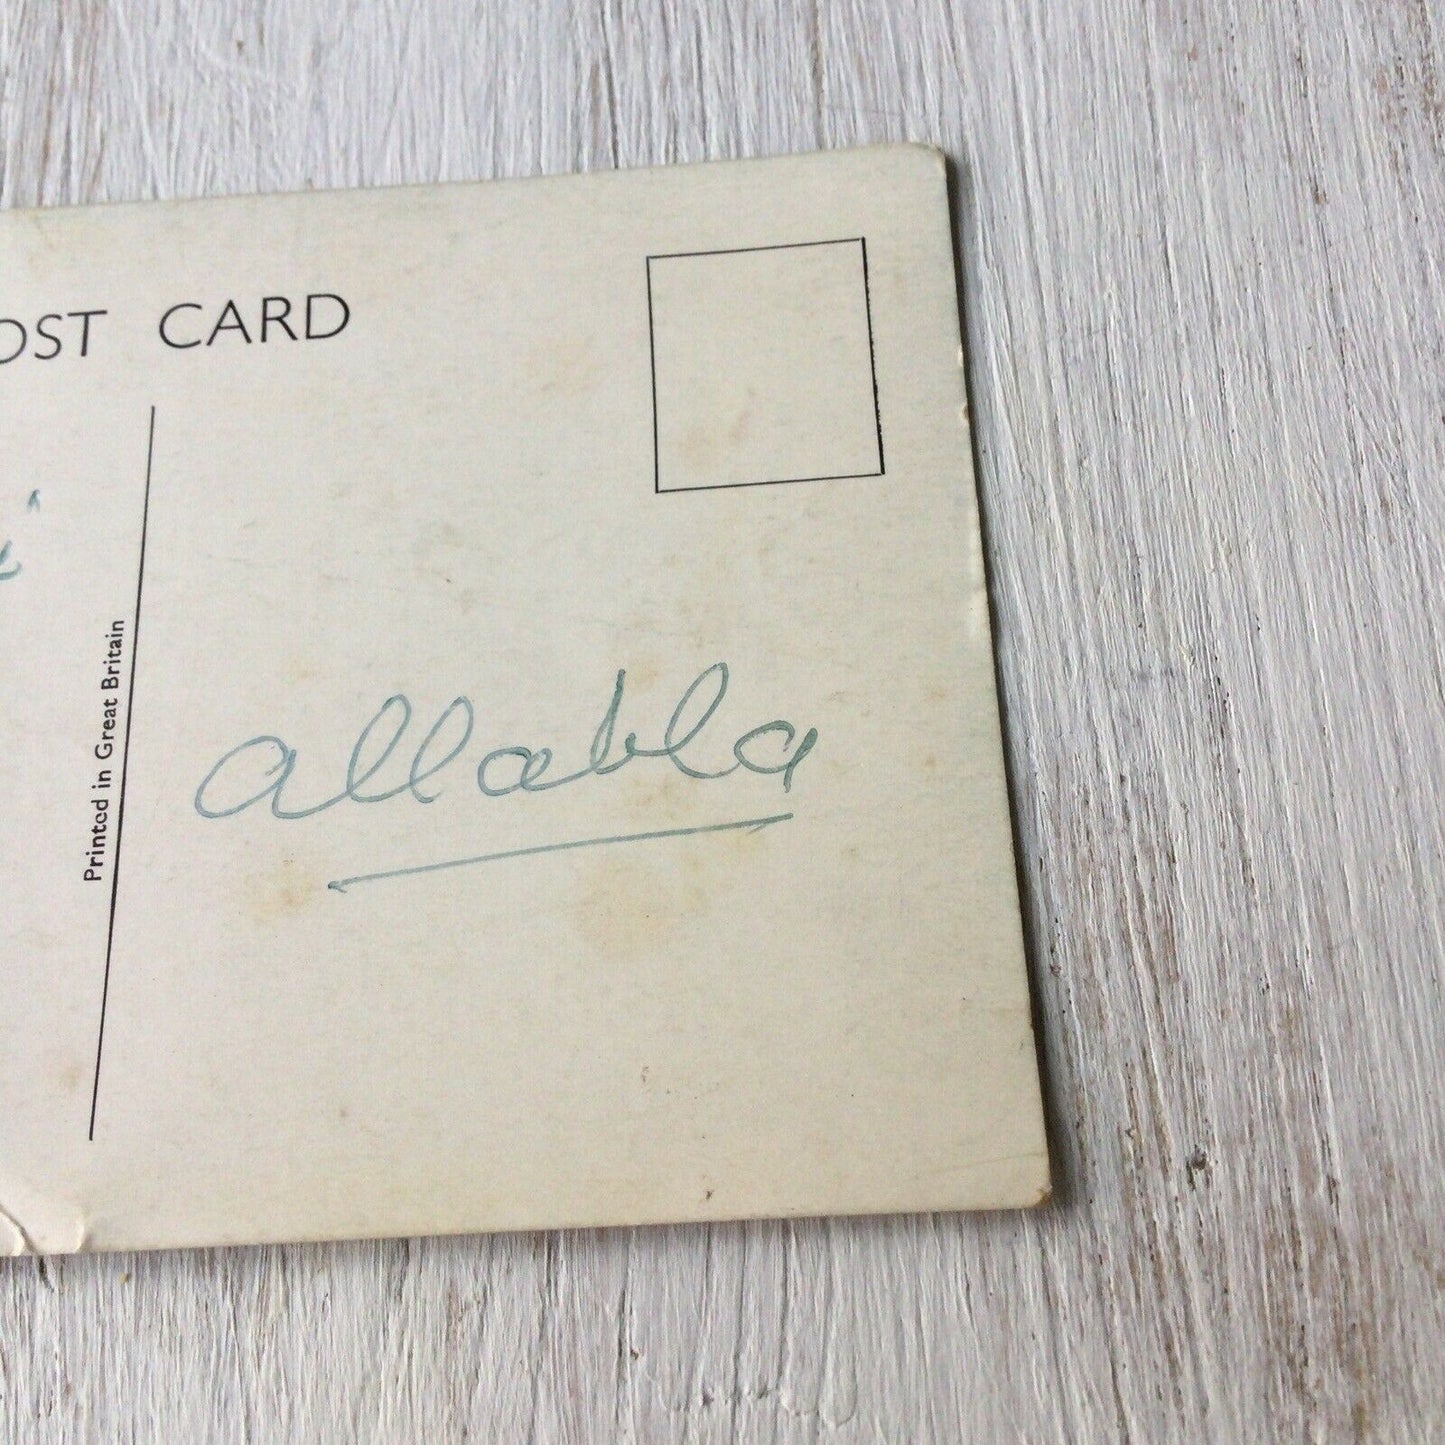 OST CARD
Printed in Great Britain
allabla